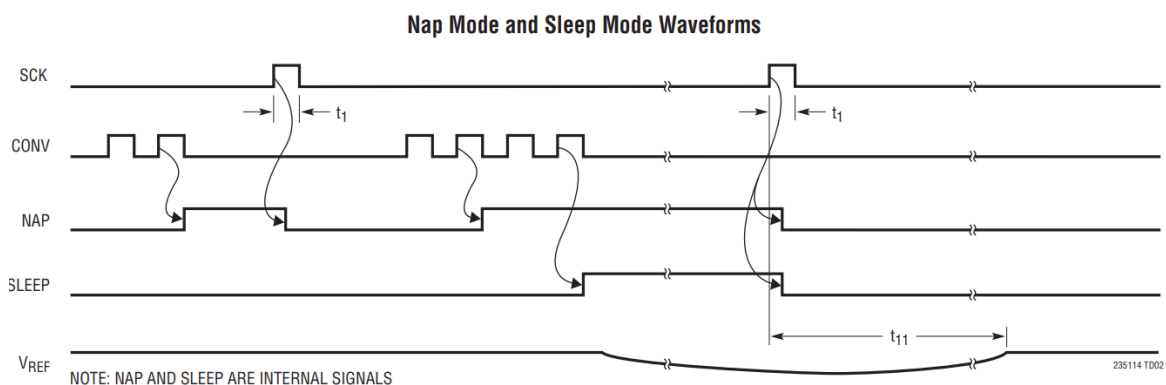 Nap Mode and Sleep Mode Waveforms
SCK
t1
t1
CONV
NAP
SLEEP
t11
VREF
235114 TD02
NOTE: NAP AND SLEEP ARE INTERNAL SIGNALS